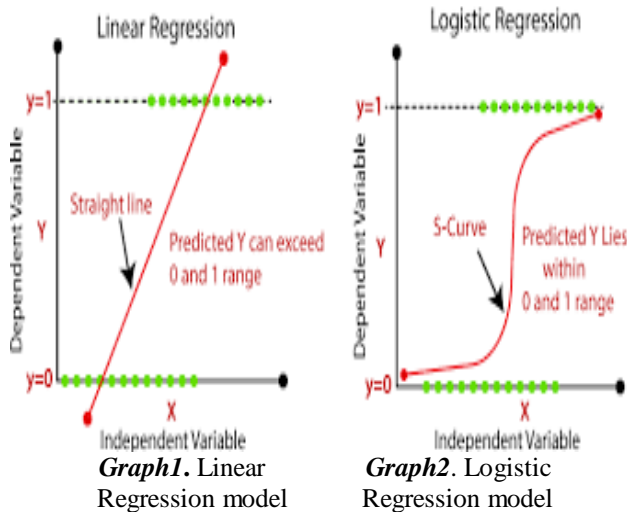 Linear Regression
y=1
Dependent Variable
Y
Straight line
Predicted Y can exceed
0 and 1 range
y=0
X
Independent Variable
Graph1. Linear
Regression model
Logistic Regression
y=1
Dependent Variable
Y
S-Curve
Predicted Y Lies
within
0 and 1 range
y=0
X
Independent Variable
Graph2. Logistic
Regression model